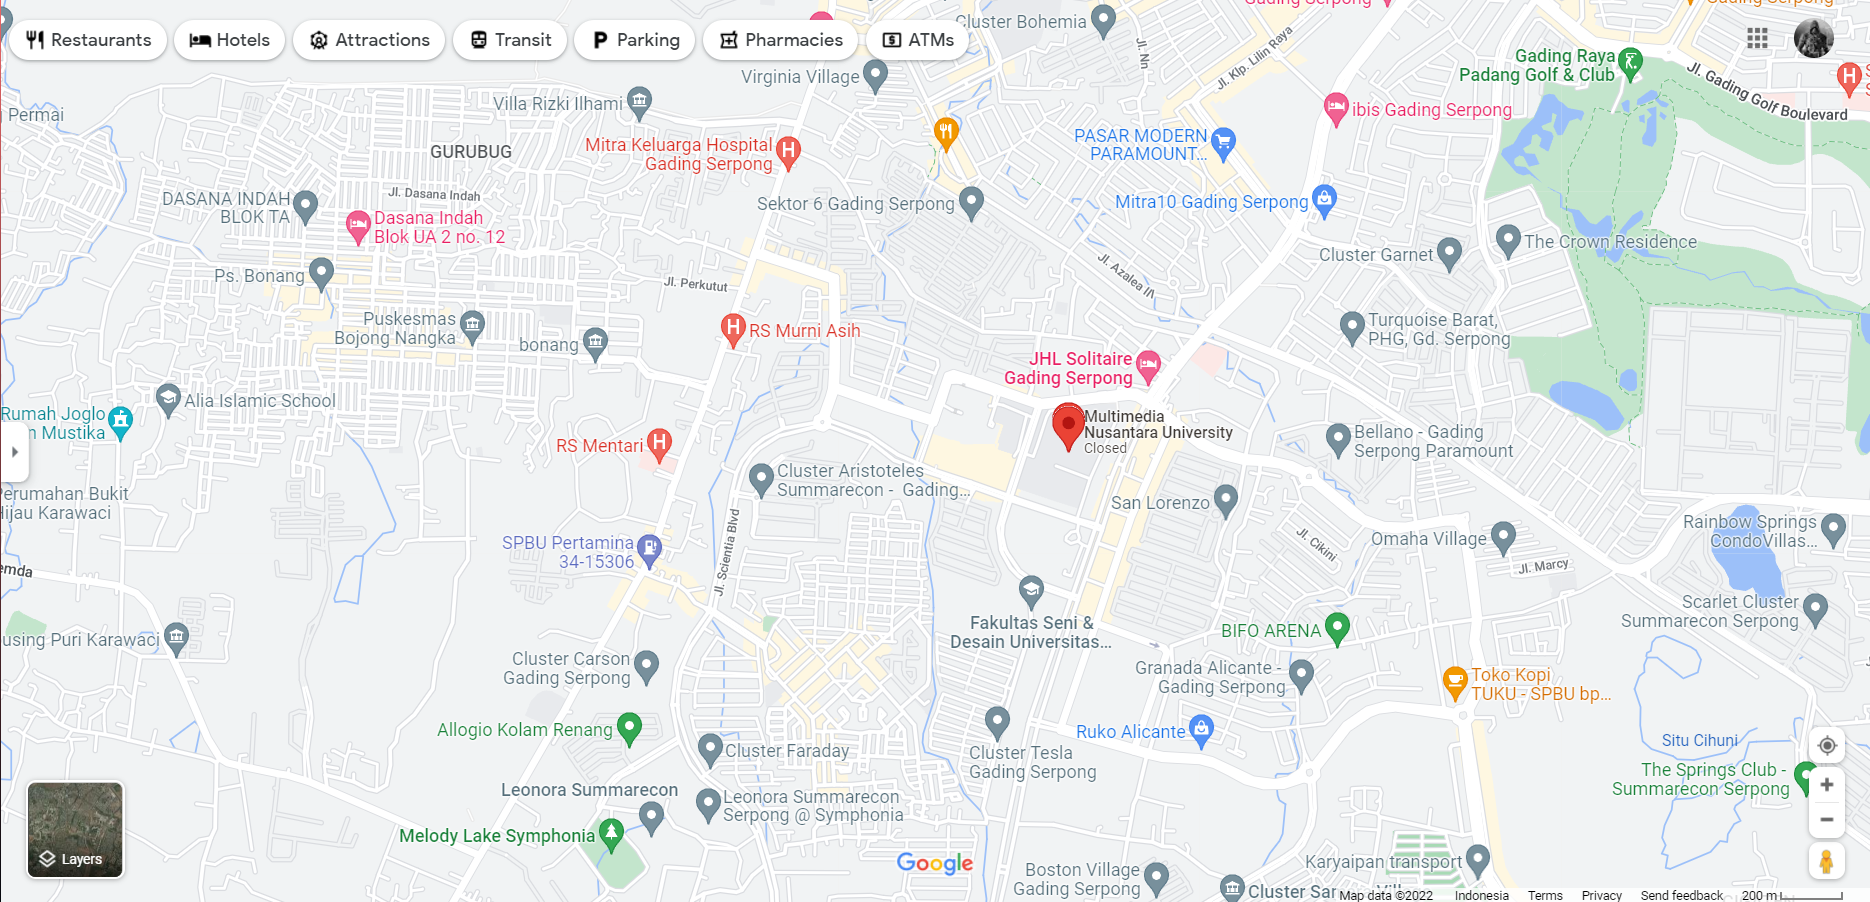 Cluster Bohemia
Gading Serpong
Gading Serpong
Restaurants
Hotels
Attractions
Transit
Parking
Pharmacies
ATMs
Jl. Nn
Jl. Klp. Lilin Raya
Gading Raya
Padang Golf & Club
Jl. Gading Golf Boulevard
Virginia Village
Villa Rizki Ilhami
Permai
ibis Gading Serpong
GURUBUG
Mitra Keluarga Hospital
Gading Serpong
PASAR MODERN
PARAMOUNT...
Jl. Dasana Indah
DASANA INDAH
BLOK TA
Dasana Indah
Blok UA 2 no. 12
Sektor 6 Gading Serpong
Mitra10 Gading Serpong
Cluster Garnet
The Crown Residence
Ps. Bonang
Jl. Perkutut
Jl. Azalea IV
Puskesmas
Bojong Nangka
bonang
RS Murni Asih
Turquoise Barat,
PHG, Gd. Serpong
JHL Solitaire
Gading Serpong
Alia Islamic School
Rumah Joglo
n Mustika
Multimedia
Nusantara University
Closed
RS Mentari
Bellano - Gading
Serpong Paramount
Cluster Aristoteles
Summarecon - Gading...
erumahan Bukit
Hijau Karawaci
San Lorenzo
Jl. Scientia Blvd
SPBU Pertamina
34-15306
Jl. Cikini
Omaha Village
Jl. Marcy
Rainbow Springs
CondoVillas...
emda
Fakultas Seni &
Desain Universitas...
BIFO ARENA
Scarlet Cluster
Summarecon Serpong
using Puri Karawaci
Cluster Carson
Gading Serpong
Granada Alicante -
Gading Serpong
Toko Kopi
TUKU - SPBU bp...
Allogio Kolam Renang
Cluster Faraday
Cluster Tesla
Gading Serpong
Ruko Alicante
Situ Cihuni
The Springs Club -
Summarecon Serpong
Leonora Summarecon
Leonora Summarecon
Serpong @ Symphonia
Melody Lake Symphonia
Layers
Google
Boston Village
Gading Serpong
Karyaipan transport
Cluster Sar
Map data ©2022
Indonesia
Terms
Privacy
Send feedback
200 m